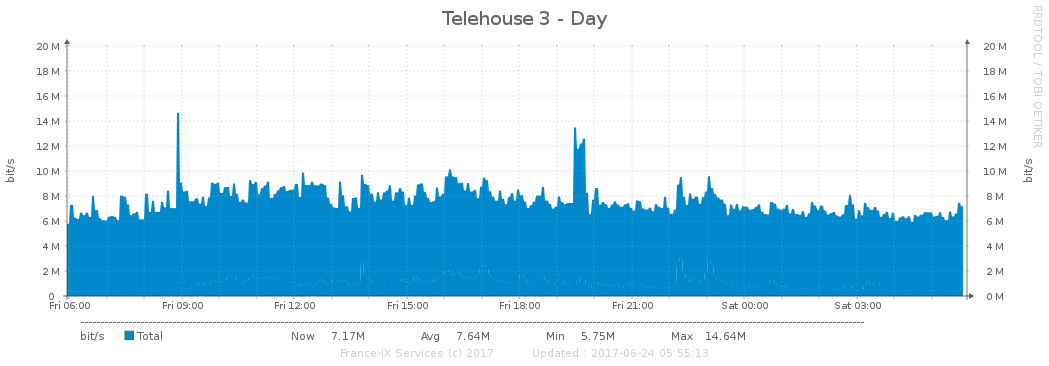 Telehouse 3 - Day
RRDTOOL / TOBI OETIKER
20 M 20 M
18 M 18 M
16 M 16 M
14 M 14 M
12 M 12 M
10 M 10 M
8 M 8 M
6 M 6 M
4 M 4 M
2 M 2 M
0 0 M
bit/s
bit/s
Fri 06:00 Fri 09:00 Fri 12:00 Fri 15:00 Fri 18:00 Fri 21:00 Sat 00:00 Sat 03:00
bit/s Total Now 7.17M Avg 7.64M Min 5.75M Max 14.64M
France-IX Services (c) 2017 Updated : 2017-06-24 05:55:13